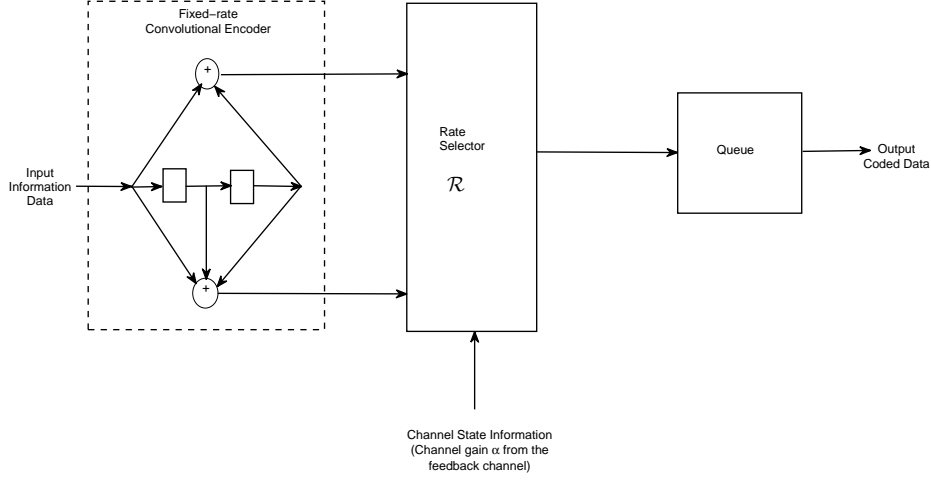 Fixed−rate
Convolutional Encoder
+
Input
Information
Data
+
Rate
Selector
ℛ
Queue
Output
Coded Data
Channel State Information
(Channel gain α from the
feedback channel)